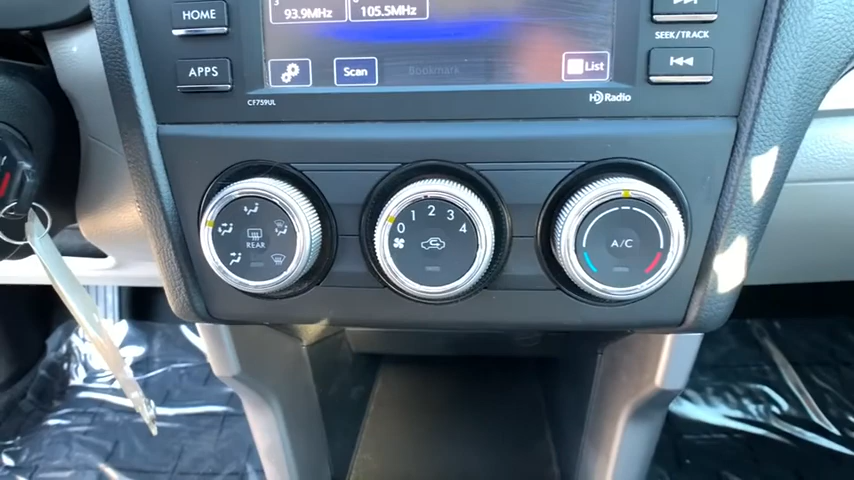 HOME
93.9MHz 105.5MHz
SEEK/TRACK
APPS
Scan
Bookmark
List
CF759UL
HD Radio
REAR
0 1 2 3 4
A/C